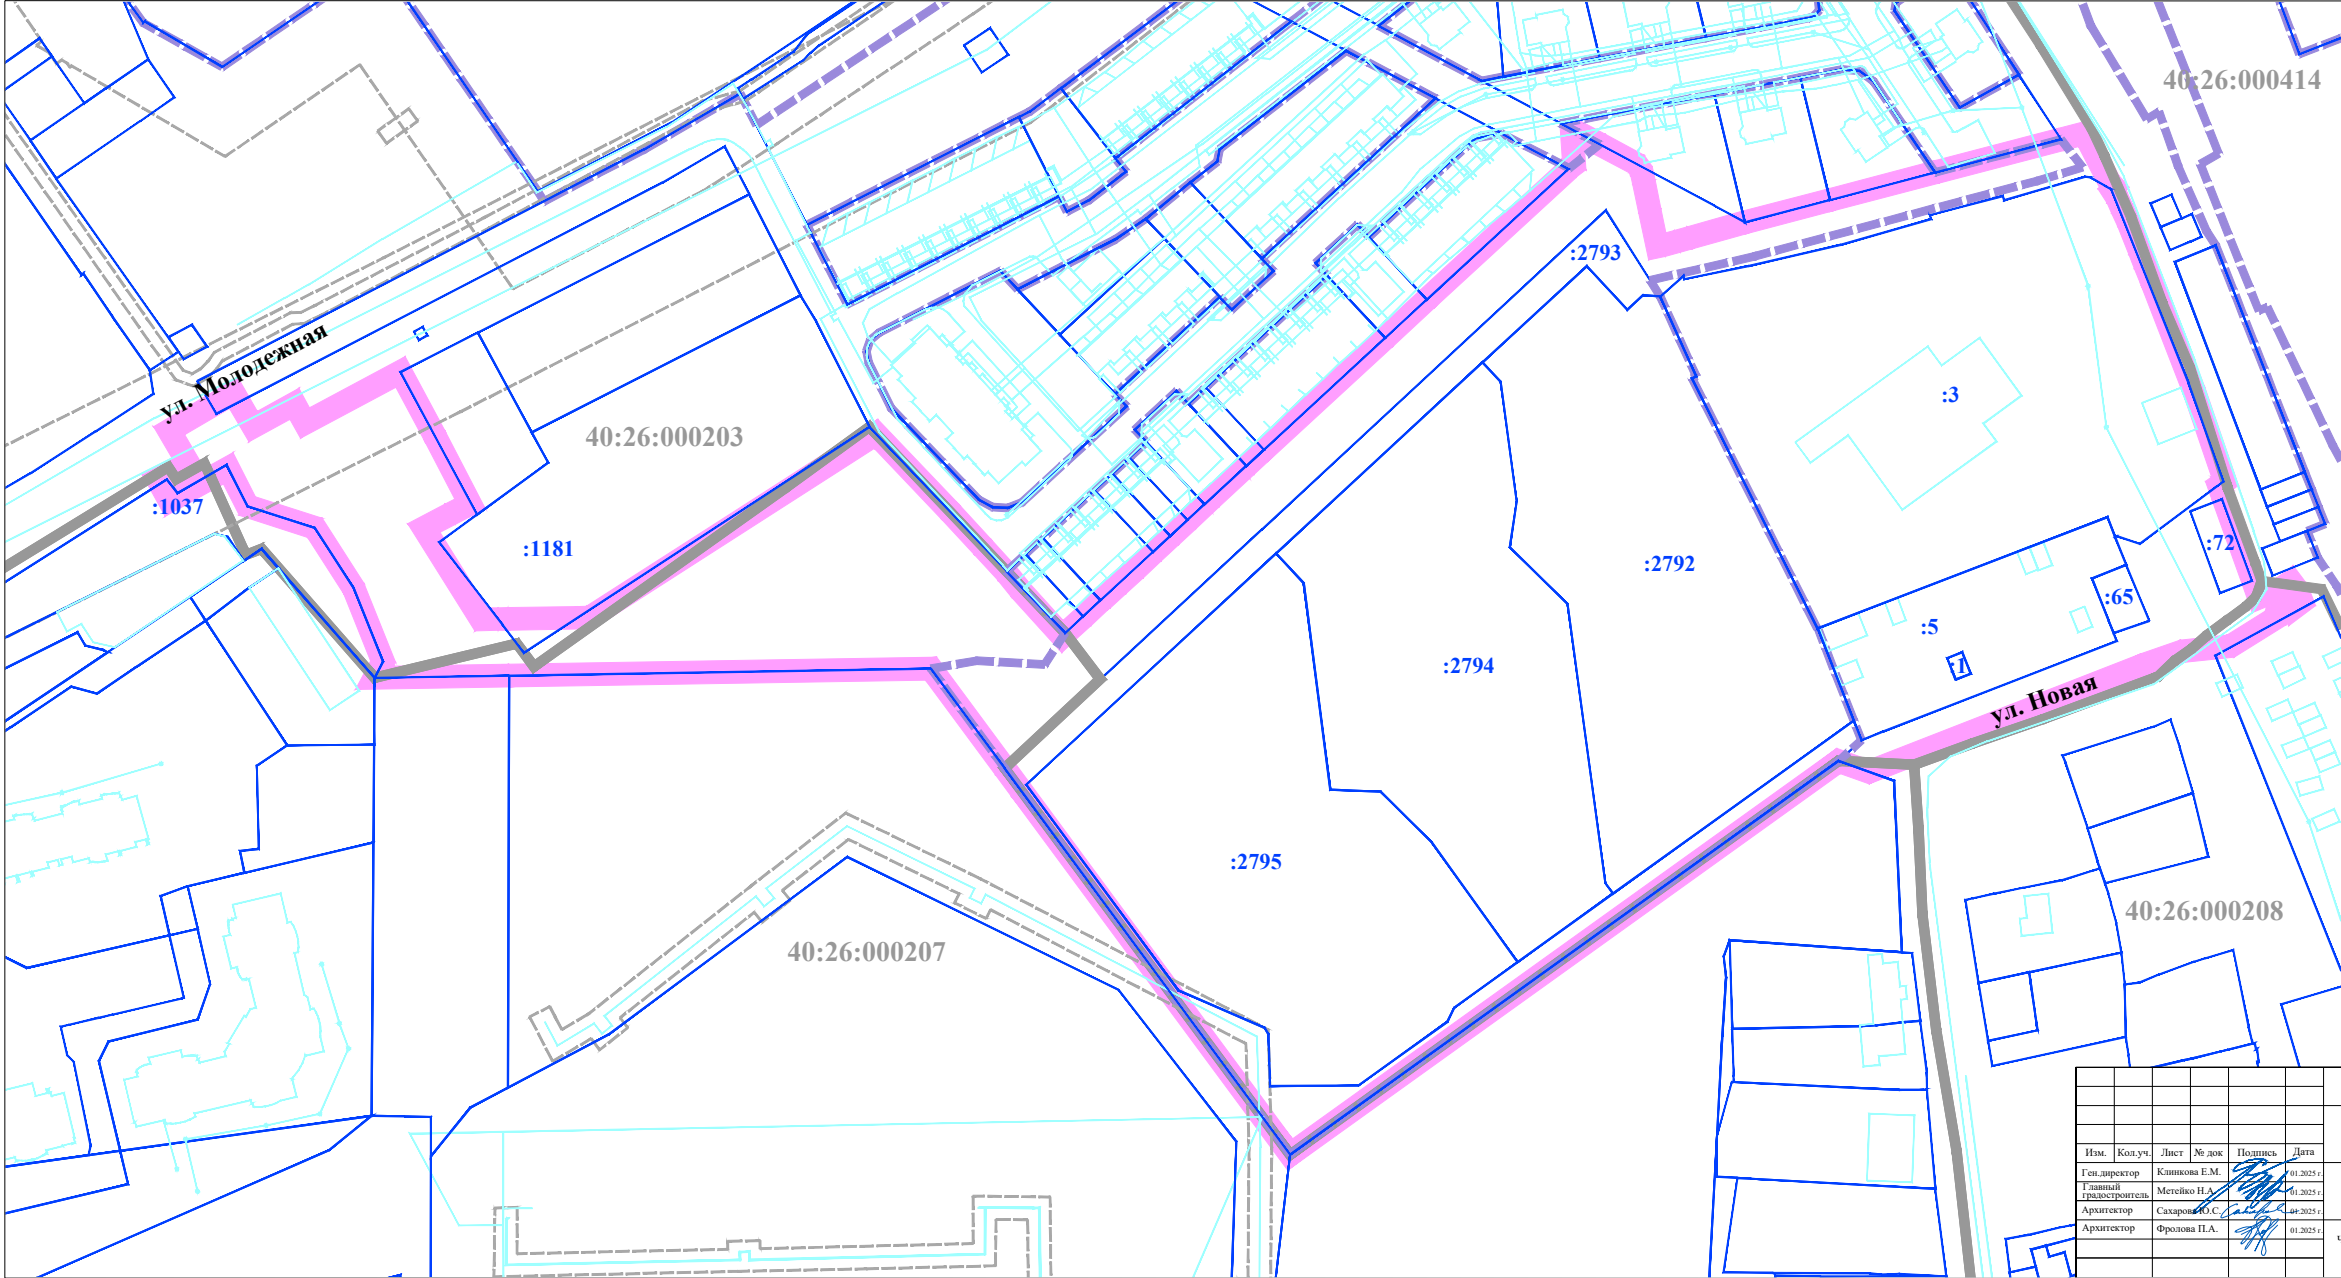 40:26:000414
:2793
ул. Молодежная
:3
40:26:000203
:1037
:1181
:72
:2792
:65
:5
:1
:2794
ул. Новая
:2795
40:26:000208
40:26:000207
Изм. Кол.уч. Лист № док Подпись Дата
Ген.директор Клинкова Е.М. 01.2025 г.
Главный градостроитель Метейко Н.А. 01.2025 г.
Архитектор Сахарова Ю.С. 01.2025 г.
Архитектор Фролова П.А. 01.2025 г.